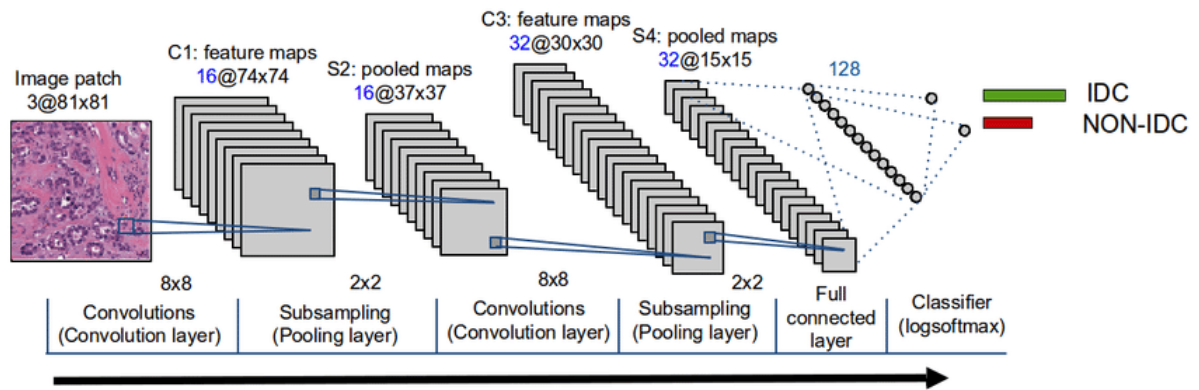 Image patch
3@81x81
C1: feature maps
16@74x74
S2: pooled maps
16@37x37
C3: feature maps
32@30x30
S4: pooled maps
32@15x15
128
IDC
NON-IDC
8x8
2x2
8x8
2x2
Convolutions
(Convolution layer)
Subsampling
(Pooling layer)
Convolutions
(Convolution layer)
Subsampling
(Pooling layer)
Full
connected
layer
Classifier
(logsoftmax)